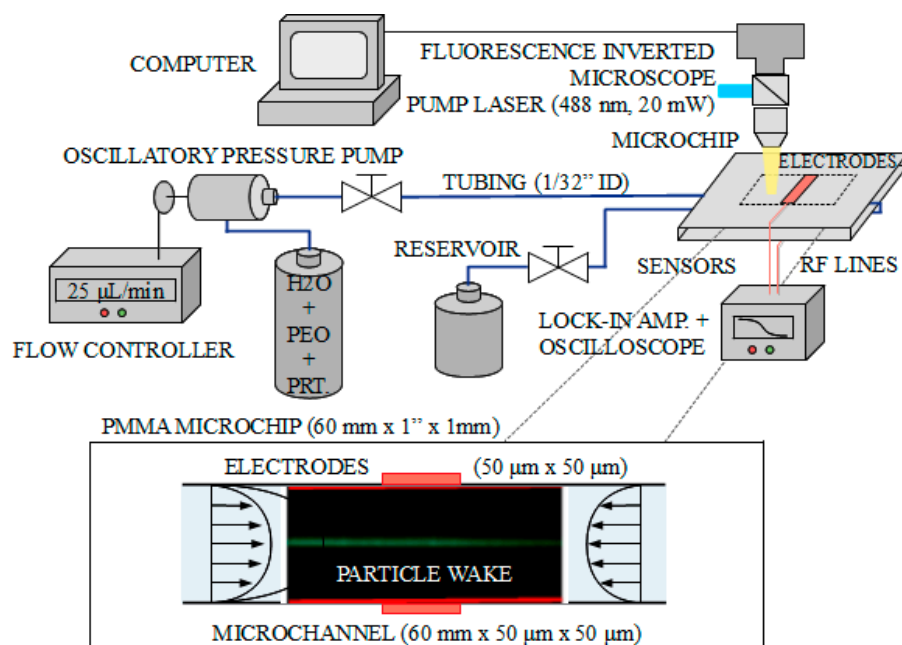 COMPUTER
FLUORESCENCE INVERTED
MICROSCOPE
PUMP LASER (488 nm, 20 mW)
MICROCHIP
ELECTRODES
OSCILLATORY PRESSURE PUMP
TUBING (1/32” ID)
RESERVOIR
SENSORS
RF LINES
25 μL/min
H2O
+
PEO
+
PRT.
FLOW CONTROLLER
LOCK-IN AMP. +
OSCILLOSCOPE
PMMA MICROCHIP (60 mm x 1” x 1mm)
ELECTRODES
(50 μm x 50 μm)
PARTICLE WAKE
MICROCHANNEL (60 mm x 50 μm x 50 μm)